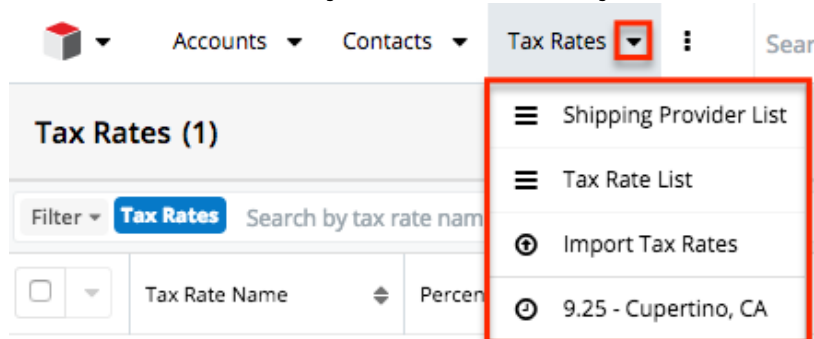 Accounts Contacts Tax Rates Sear
Tax Rates (1)
Shipping Provider List
Tax Rate List
Filter Tax Rates Search by tax rate nam
Import Tax Rates
Tax Rate Name Percen
9.25 - Cupertino, CA